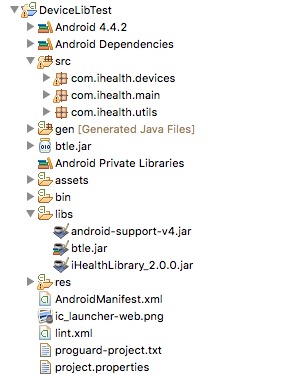 DeviceLibTest
Android 4.4.2
Android Dependencies
src
com.ihealth.devices
com.ihealth.main
com.ihealth.utils
gen [Generated Java Files]
btle.jar
Android Private Libraries
assets
bin
libs
android-support-v4.jar
btle.jar
iHealthLibrary_2.0.0.jar
res
AndroidManifest.xml
ic_launcher-web.png
lint.xml
proguard-project.txt
project.properties